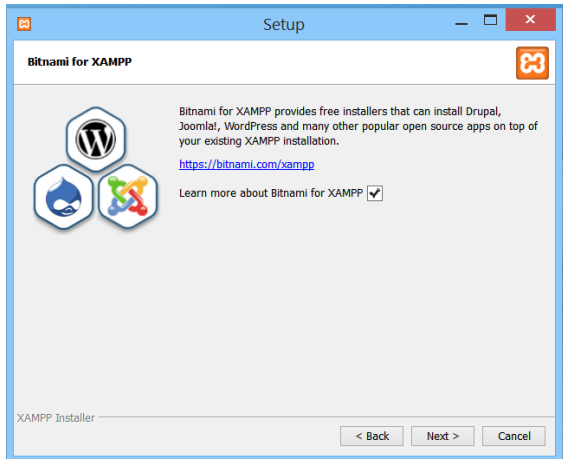 Setup
Bitnami for XAMPP
Bitnami for XAMPP provides free installers that can install Drupal,
Joomla!, WordPress and many other popular open source apps on top of
your existing XAMPP installation.
https://bitnami.com/xampp
Learn more about Bitnami for XAMPP
XAMPP Installer
< Back
Next >
Cancel